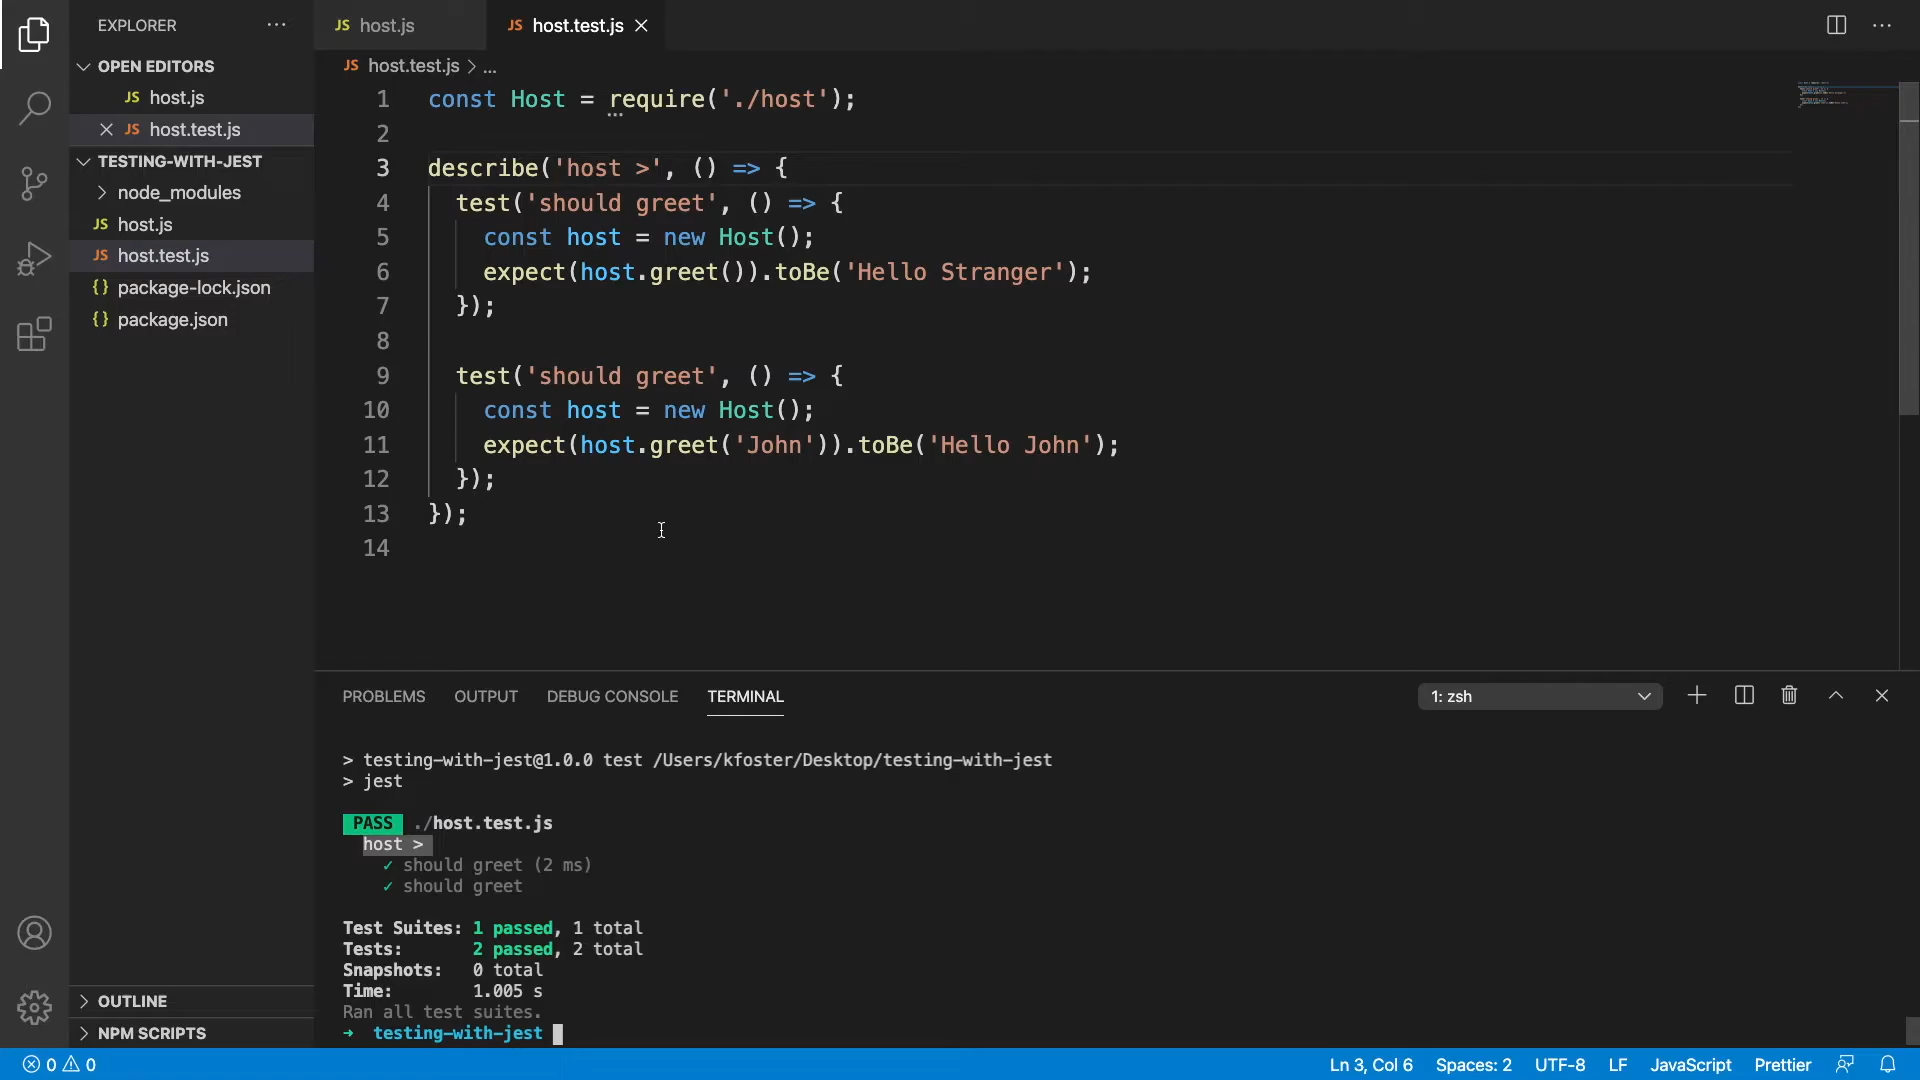 EXPLORER
OPEN EDITORS
JS host.js
JS host.test.js
TESTING-WITH-JEST
node_modules
JS host.js
JS host.test.js
{} package-lock.json
{} package.json
OUTLINE
NPM SCRIPTS
JS host.js
JS host.test.js
JS host.test.js > ...
1 const Host = require('./host');
2
3 describe('host >', () => {
4 test('should greet', () => {
5 const host = new Host();
6 expect(host.greet()).toBe('Hello Stranger');
7 });
8
9 test('should greet', () => {
10 const host = new Host();
11 expect(host.greet('John')).toBe('Hello John');
12 });
13 });
14
PROBLEMS OUTPUT DEBUG CONSOLE TERMINAL 1: zsh
> testing-with-jest@1.0.0 test /Users/kfoster/Desktop/testing-with-jest
> jest
PASS ./host.test.js
host >
✓ should greet (2 ms)
✓ should greet
Test Suites: 1 passed, 1 total
Tests: 2 passed, 2 total
Snapshots: 0 total
Time: 1.005 s
Ran all test suites.
→ testing-with-jest
0 0 Ln 3, Col 6 Spaces: 2 UTF-8 LF JavaScript Prettier